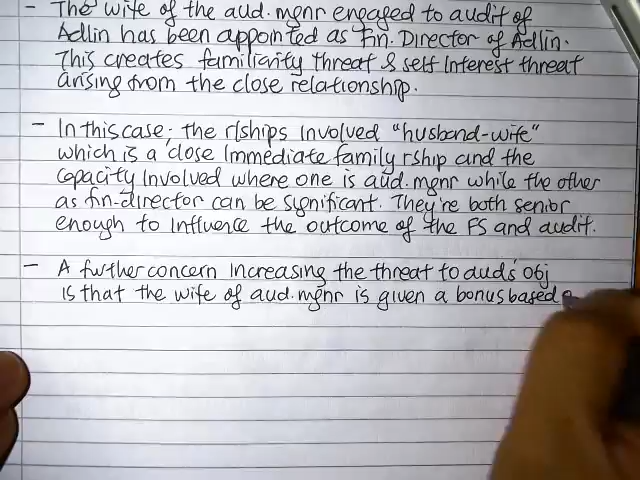 - The wife of the aud.mgnr engaged to audit of
Adlin has been appointed as Fin. Director of Adlin.
This creates familiarity threat & self Interest threat
arising from the close relationship.
- In this case; the r/ships Involved "husband-wife"
which is a close Immediate family rship and the
capacity Involved where one is aud.mgnr while the other
as fin-director can be significant. They're both senior
enough to Influence the outcome of the FS and audit.
- A further concern Increasing the threat to auds' obj
Is that the wife of aud.mgnr is given a bonus based